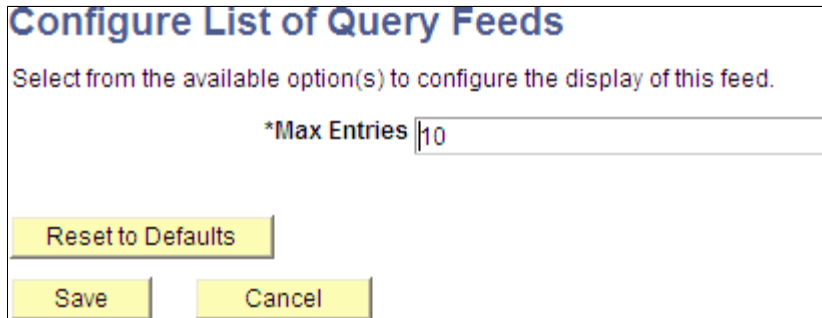 Configure List of Query Feeds
Select from the available option(s) to configure the display of this feed.
*Max Entries 10
Reset to Defaults
Save Cancel